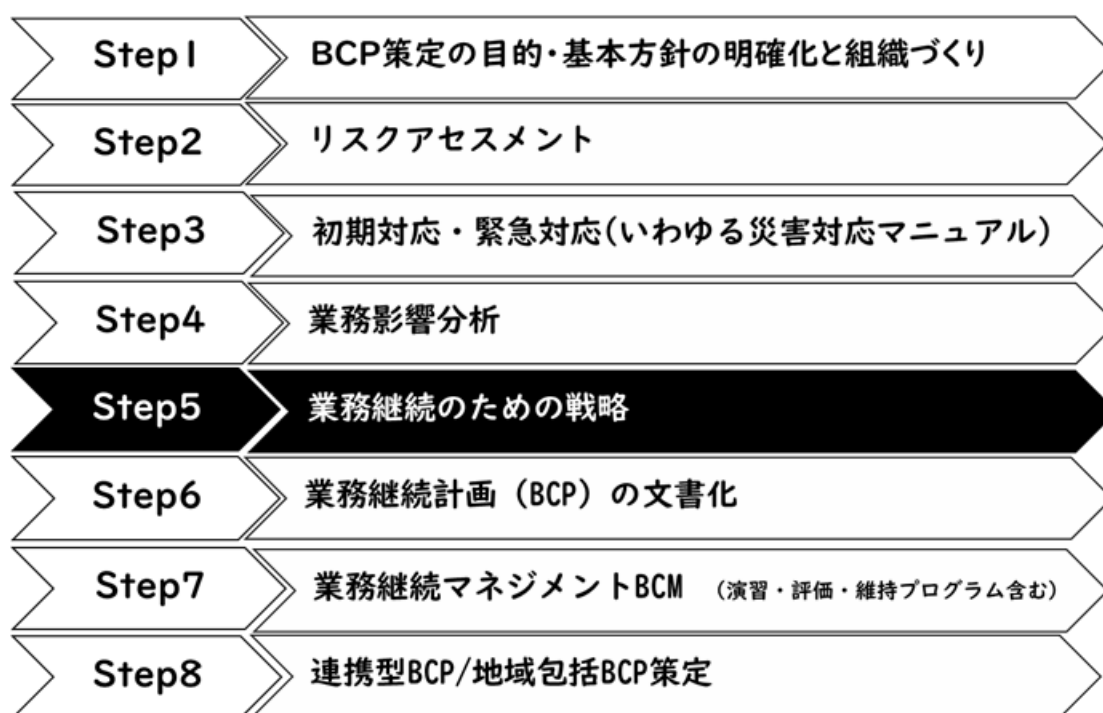 Step1 BCP策定の目的・基本方針の明確化と組織づくり
Step2 リスクアセスメント
Step3 初期対応・緊急対応(いわゆる災害対応マニュアル)
Step4 業務影響分析
Step5 業務継続のための戦略
Step6 業務継続計画（BCP）の文書化
Step7 業務継続マネジメントBCM （演習・評価・維持プログラム含む）
Step8 連携型BCP/地域包括BCP策定